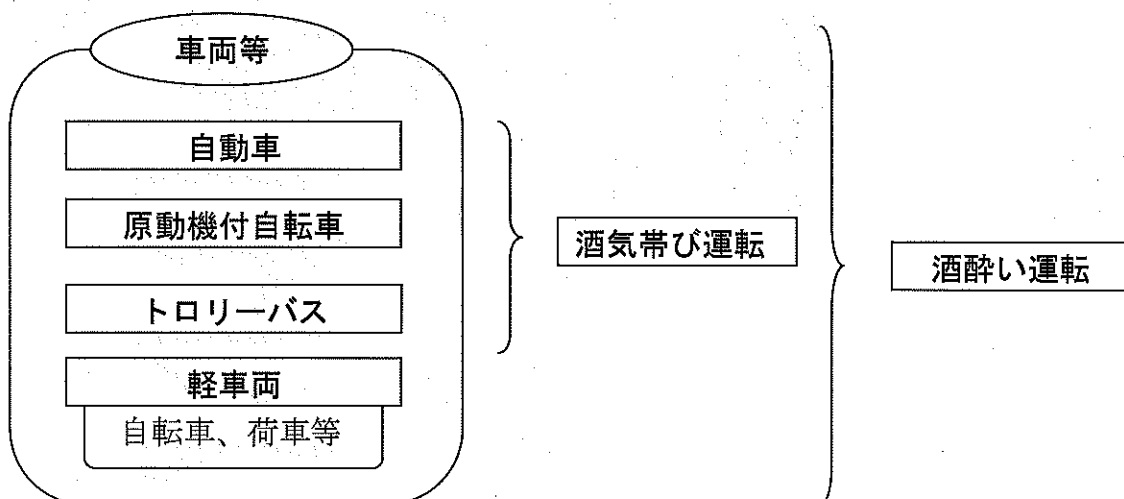 車両等
自動車
原動機付自転車
トロリーバス
軽車両
自転車、荷車等
酒気帯び運転
酒酔い運転